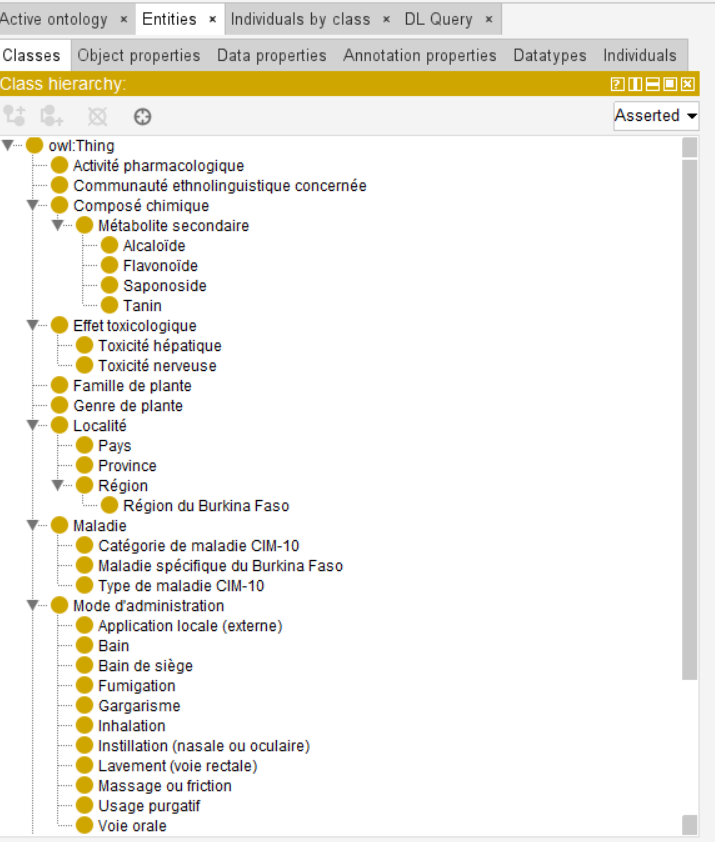 Active ontology × Entities × Individuals by class × DL Query ×
Classes Object properties Data properties Annotation properties Datatypes Individuals
Class hierarchy:
Asserted
owl:Thing
Activité pharmacologique
Communauté ethnolinguistique concernée
Composé chimique
Métabolite secondaire
Alcaloïde
Flavonoïde
Saponoside
Tanin
Effet toxicologique
Toxicité hépatique
Toxicité nerveuse
Famille de plante
Genre de plante
Localité
Pays
Province
Région
Région du Burkina Faso
Maladie
Catégorie de maladie CIM-10
Maladie spécifique du Burkina Faso
Type de maladie CIM-10
Mode d'administration
Application locale (externe)
Bain
Bain de siège
Fumigation
Gargarisme
Inhalation
Instillation (nasale ou oculaire)
Lavement (voie rectale)
Massage ou friction
Usage purgatif
Voie orale